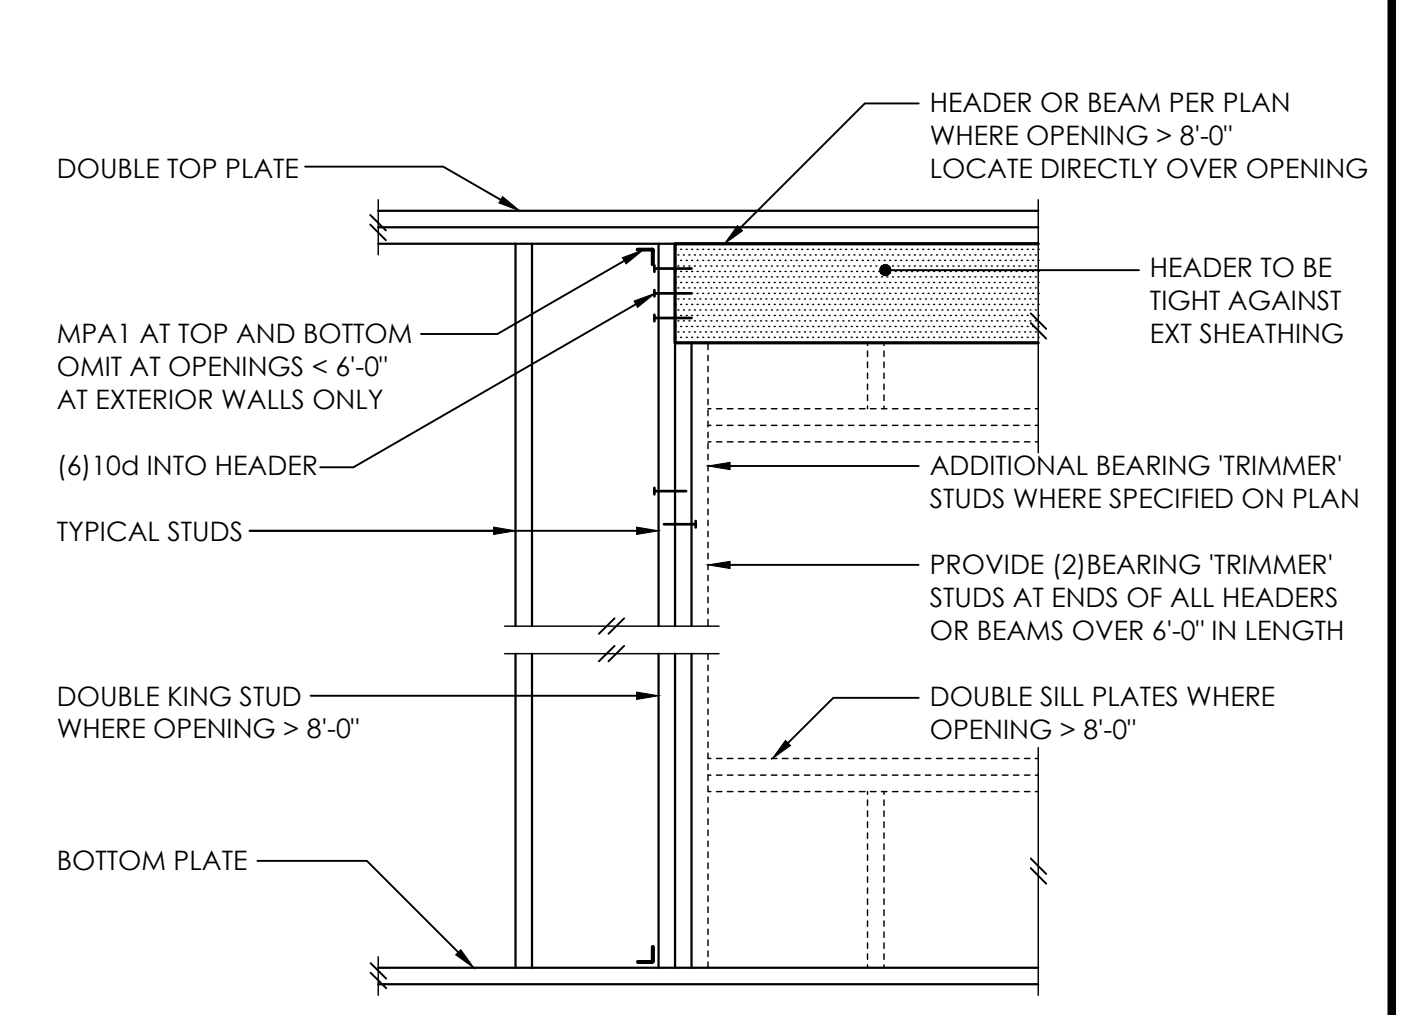 HEADER OR BEAM PER PLAN
WHERE OPENING > 8'-0"
LOCATE DIRECTLY OVER OPENING
DOUBLE TOP PLATE
HEADER TO BE
TIGHT AGAINST
EXT SHEATHING
MPA1 AT TOP AND BOTTOM
OMIT AT OPENINGS < 6'-0"
AT EXTERIOR WALLS ONLY
(6)10d INTO HEADER
ADDITIONAL BEARING 'TRIMMER'
STUDS WHERE SPECIFIED ON PLAN
TYPICAL STUDS
PROVIDE (2)BEARING 'TRIMMER'
STUDS AT ENDS OF ALL HEADERS
OR BEAMS OVER 6'-0" IN LENGTH
DOUBLE KING STUD
WHERE OPENING > 8'-0"
DOUBLE SILL PLATES WHERE
OPENING > 8'-0"
BOTTOM PLATE